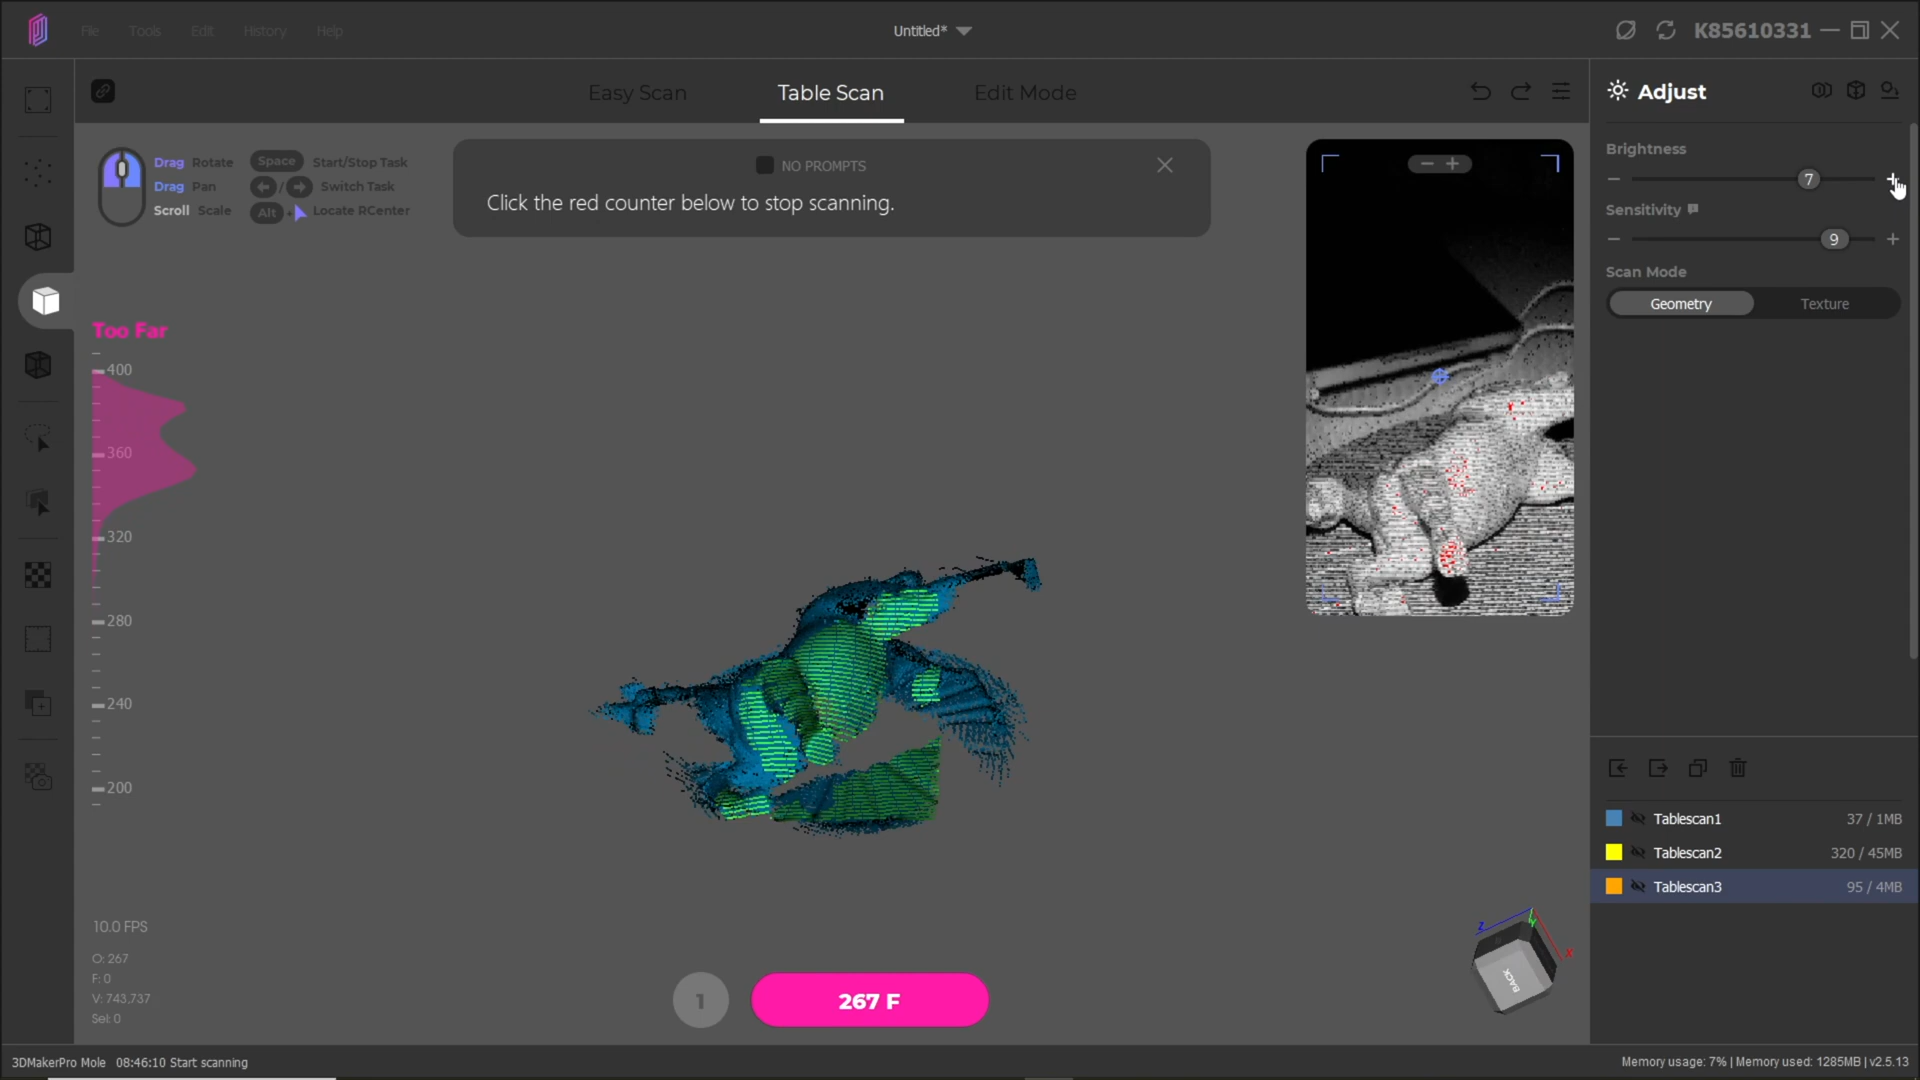 File Tools Edit History Help
Untitled*
K85610331
Easy Scan Table Scan Edit Mode
Adjust
Drag Rotate Space Start/Stop Task
Drag Pan / Switch Task
Scroll Scale Alt + Locate RCenter
NO PROMPTS
Click the red counter below to stop scanning.
Brightness
7
Sensitivity
9
Scan Mode
Geometry Texture
Too Far
400
360
320
280
240
200
Tablescan1 37 / 1MB
Tablescan2 320 / 45MB
Tablescan3 95 / 4MB
10.0 FPS
O: 267
F: 0
V: 743,737
Sel: 0
1 267 F
Z Y X
BACK
3DMakerPro Mole 08:46:10 Start scanning
Memory usage: 7% | Memory used: 1285MB | v2.5.13